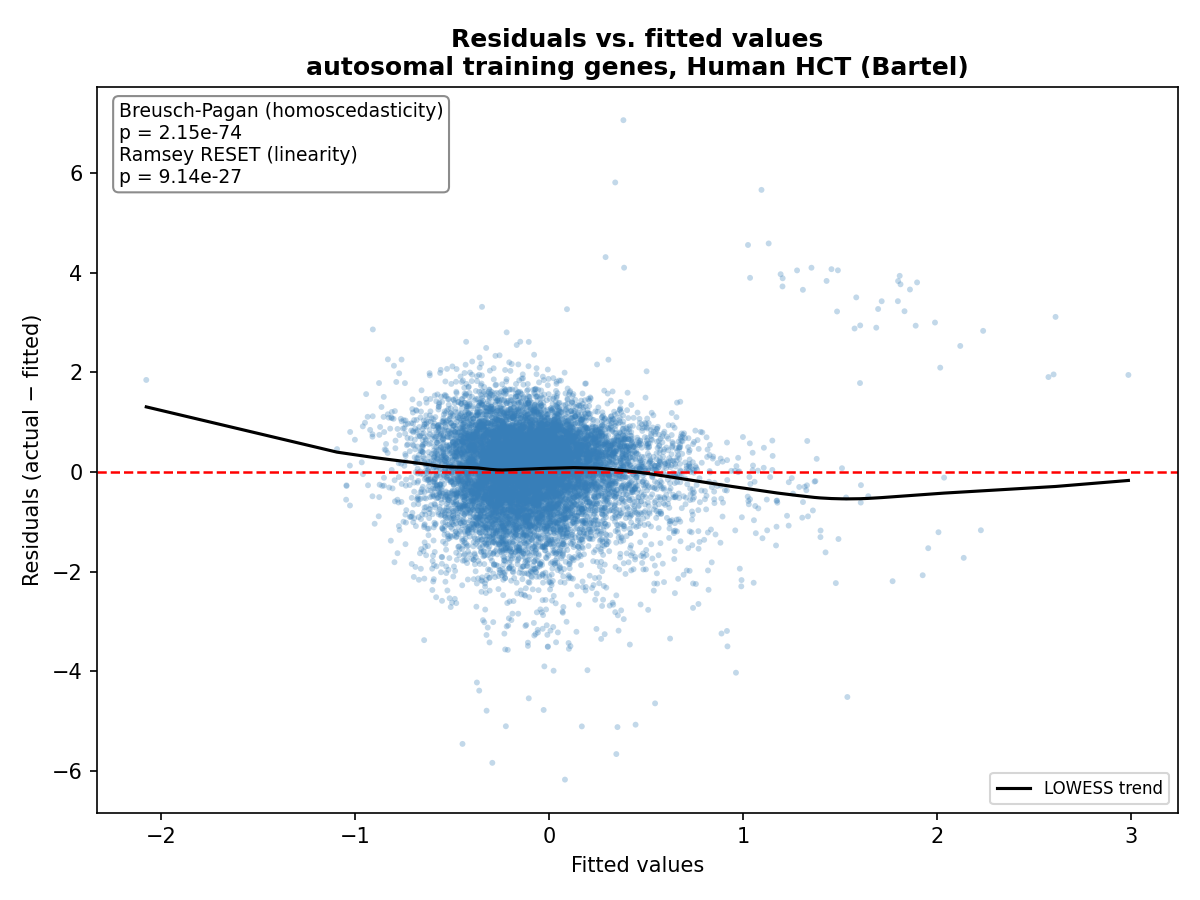 Residuals vs. fitted values
autosomal training genes, Human HCT (Bartel)
Breusch-Pagan (homoscedasticity)
p = 2.15e-74
Ramsey RESET (linearity)
p = 9.14e-27
Residuals (actual − fitted)
6
4
2
0
−2
−4
−6
LOWESS trend
−2
−1
0
1
2
3
Fitted values